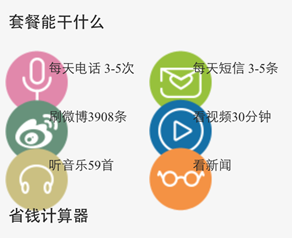 套餐能干什么
每天电话 3-5次
每天短信 3-5条
刷微博3908条
看视频30分钟
听音乐59首
看新闻
省钱计算器